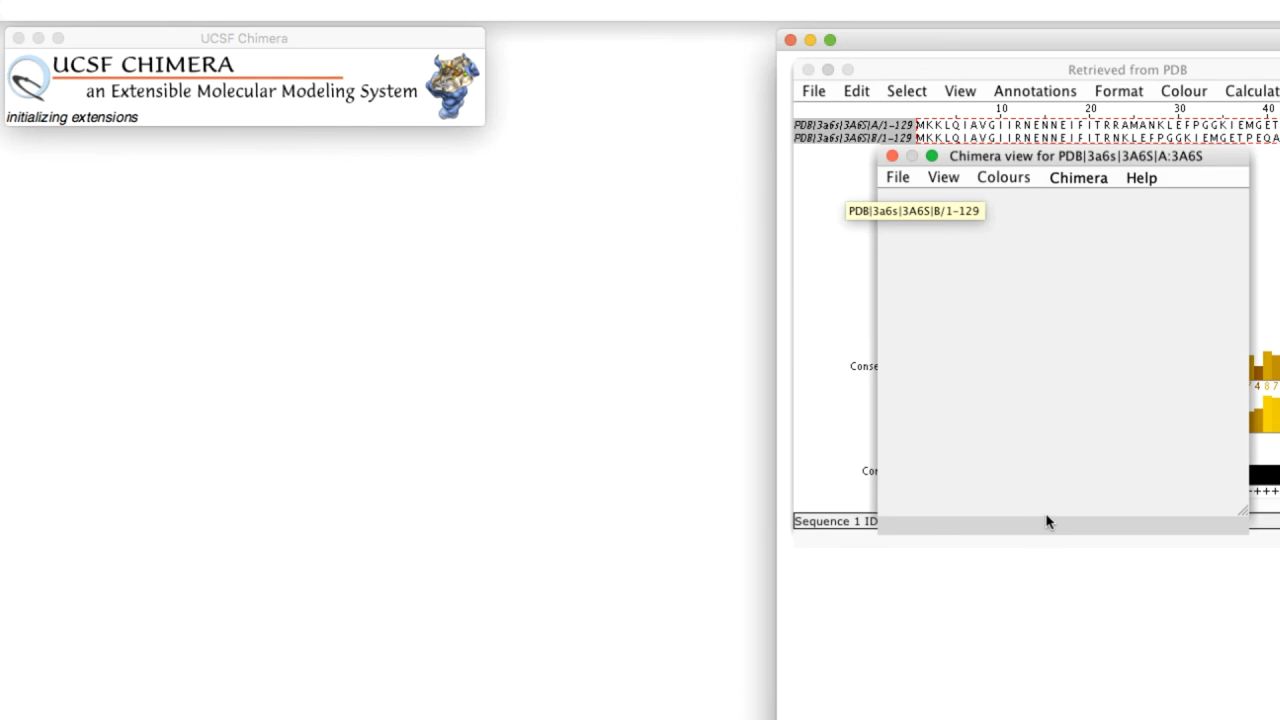 UCSF Chimera
UCSF CHIMERA
an Extensible Molecular Modeling System
initializing extensions
Retrieved from PDB
File Edit Select View Annotations Format Colour Calculat
10 20 30 40
PDB|3a6s|3A6S|A/1-129 MKKLQIAVGIIRNENNEIFITRRAMANKLEFPGGKIEMGET
PDB|3a6s|3A6S|B/1-129 MKKLQIAVGIIRNENNEIFITRNKLEFPGGKIEMGETPEQA
Chimera view for PDB|3a6s|3A6S|A:3A6S
File View Colours Chimera Help
PDB|3a6s|3A6S|B/1-129
Conse
487
Cor
+++
Sequence 1 ID